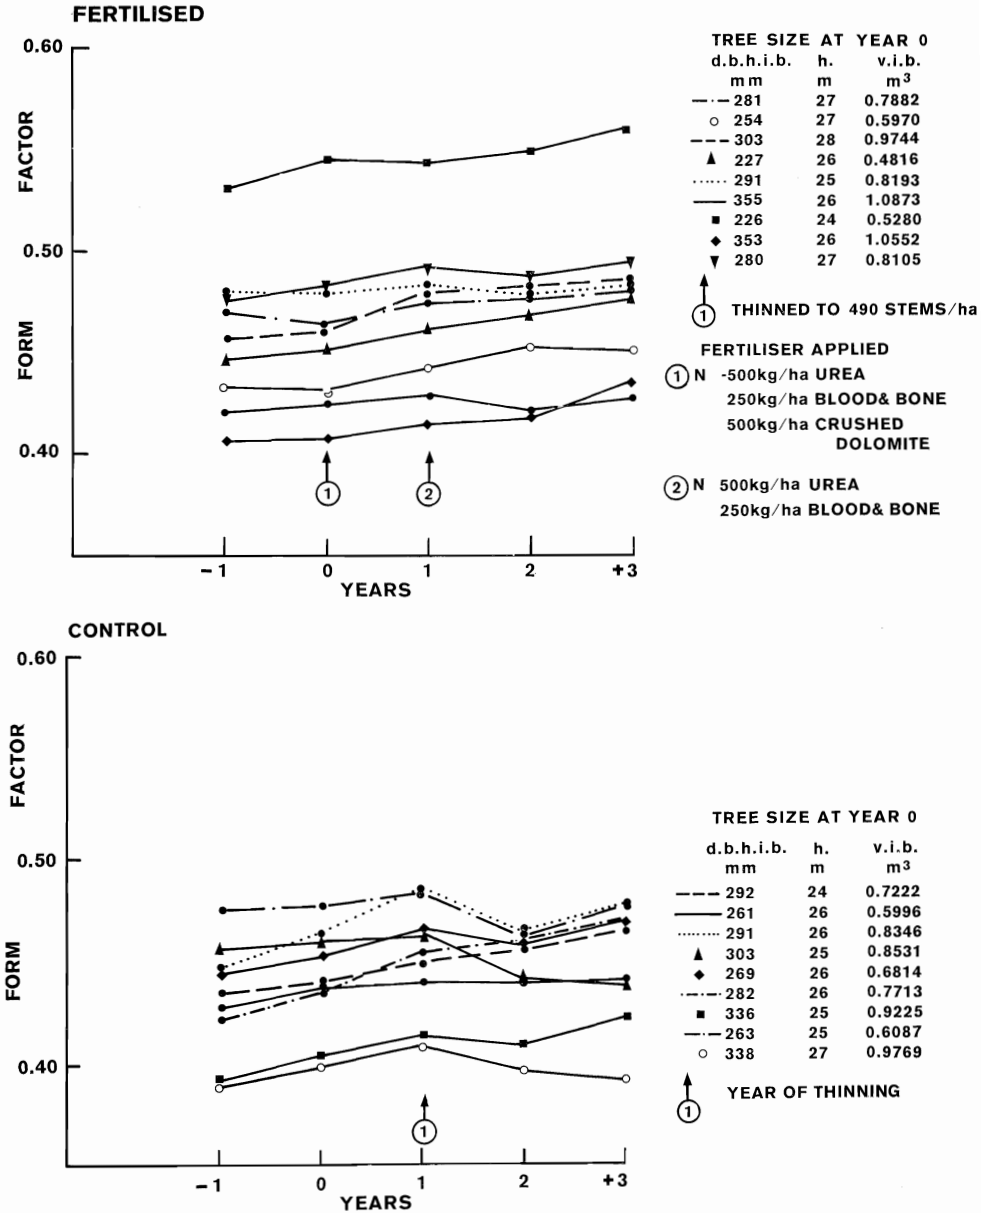 FERTILISED
0.60
0.50
0.40
FORM FACTOR
1 2
-1 0 1 2 +3
YEARS
TREE SIZE AT YEAR 0
d.b.h.i.b. h. v.i.b.
mm m m³
281 27 0.7882
254 27 0.5970
303 28 0.9744
227 26 0.4816
291 25 0.8193
355 26 1.0873
226 24 0.5280
353 26 1.0552
280 27 0.8105
1 THINNED TO 490 STEMS/ha
FERTILISER APPLIED
1 N -500kg/ha UREA
250kg/ha BLOOD& BONE
500kg/ha CRUSHED
DOLOMITE
2 N 500kg/ha UREA
250kg/ha BLOOD& BONE
CONTROL
0.60
0.50
0.40
FORM FACTOR
1
-1 0 1 2 +3
YEARS
TREE SIZE AT YEAR 0
d.b.h.i.b. h. v.i.b.
mm m m³
292 24 0.7222
261 26 0.5996
291 26 0.8346
303 25 0.8531
269 26 0.6814
282 26 0.7713
336 25 0.9225
263 25 0.6087
338 27 0.9769
1 YEAR OF THINNING